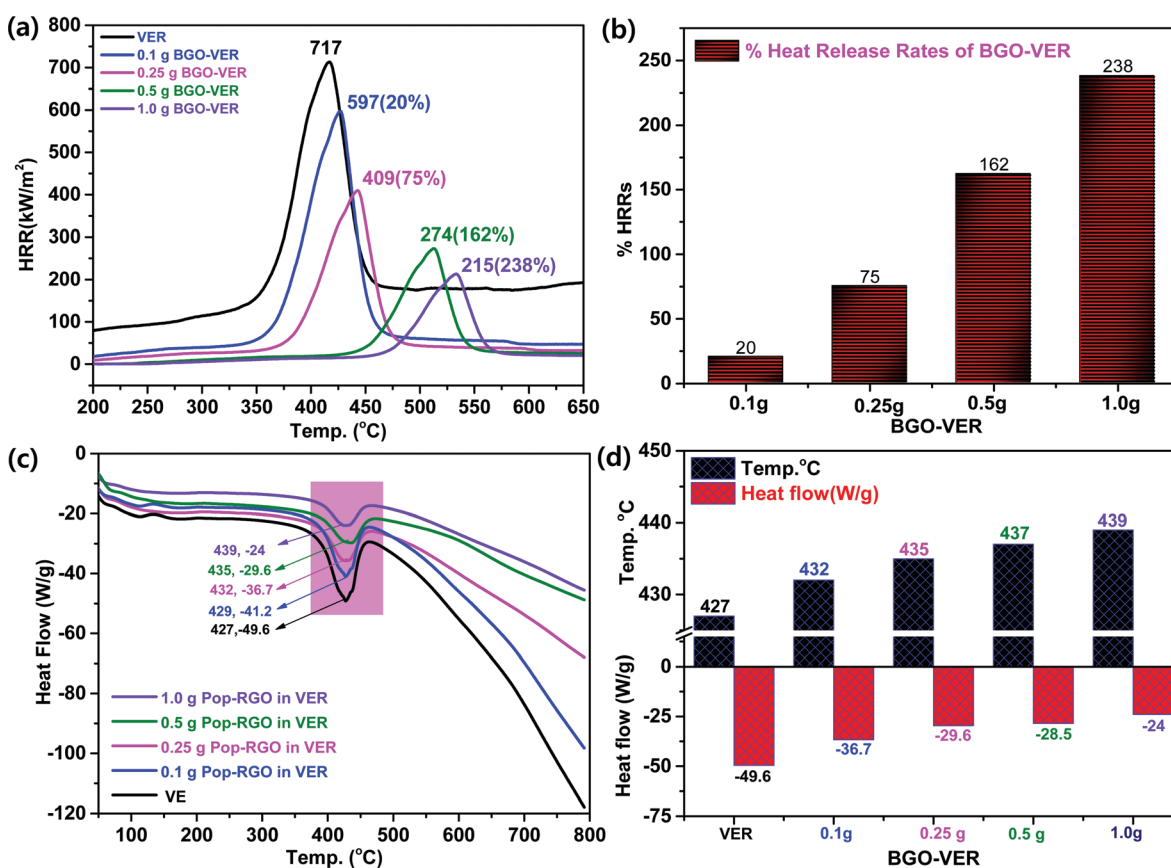 (a)
VER
0.1 g BGO-VER
0.25 g BGO-VER
0.5 g BGO-VER
1.0 g BGO-VER
717
597(20%)
409(75%)
274(162%)
215(238%)
800
700
600
500
400
300
200
100
0
HRR(kW/m²)
200 250 300 350 400 450 500 550 600 650
Temp. (°C)
(b)
% Heat Release Rates of BGO-VER
250
225
200
150
100
50
0
% HRRs
20
75
162
238
0.1g 0.25g 0.5g 1.0g
BGO-VER
(c)
0
-20
-40
-60
-80
-100
-120
Heat Flow (W/g)
439, -24
435, -29.6
432, -36.7
429, -41.2
427,-49.6
1.0 g Pop-RGO in VER
0.5 g Pop-RGO in VER
0.25 g Pop-RGO in VER
0.1 g Pop-RGO in VER
VE
100 200 300 400 500 600 700 800
Temp. (°C)
(d)
Temp.°C
Heat flow(W/g)
450
440
430
Temp. °C
0
-25
-50
-75
Heat flow (W/g)
427
432
435
437
439
-49.6
-36.7
-29.6
-28.5
-24
VER 0.1g 0.25g 0.5 g 1.0g
BGO-VER